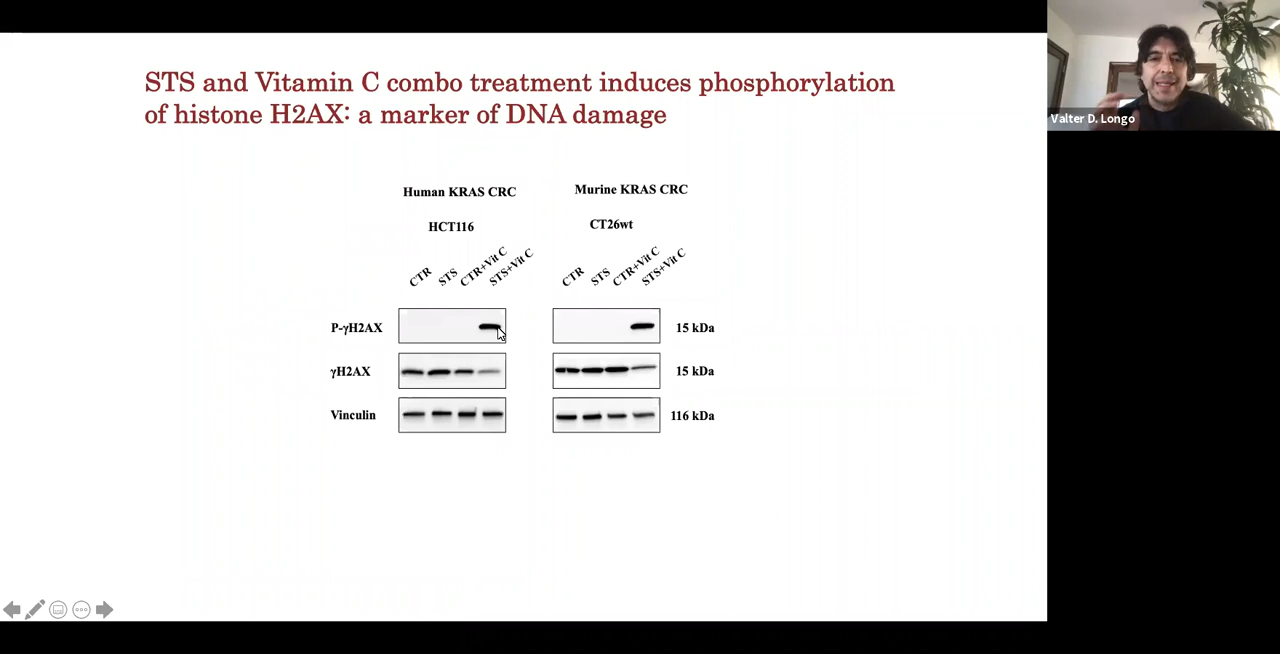 STS and Vitamin C combo treatment induces phosphorylation
of histone H2AX: a marker of DNA damage
Valter D. Longo
Human KRAS CRC
Murine KRAS CRC
HCT116
CT26wt
CTR STS CTR+Vit C STS+Vit C
CTR STS CTR+Vit C STS+Vit C
P-γH2AX
15 kDa
γH2AX
15 kDa
Vinculin
116 kDa